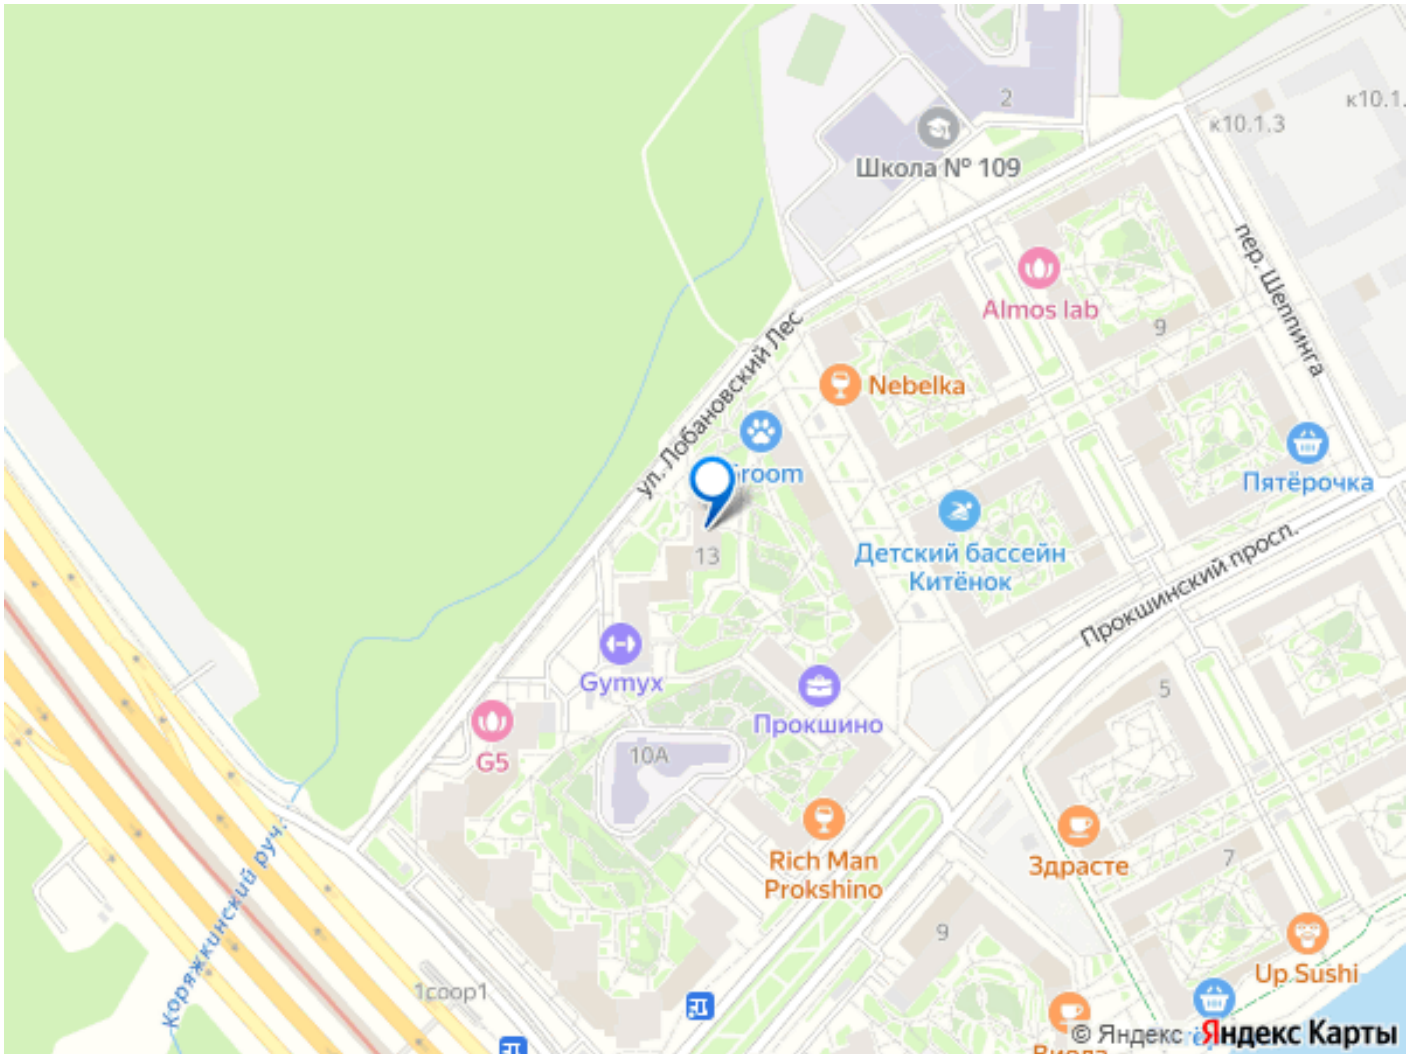 2
к10.1.
к10.1.3
Школа № 109
пер. Шеппинга
Almos lab
9
ул. Лобановский Лес
Nebelka
Пятёрочка
Детский бассейн
Китёнок
13
Прокшинский просп.
Gymyx
5
Прокшино
G5
10А
Rich Man
Prokshino
Здрасте
7
Коряжкинский руч.
9
Up Sushi
1соор1
© Яндекс
Яндекс Карты